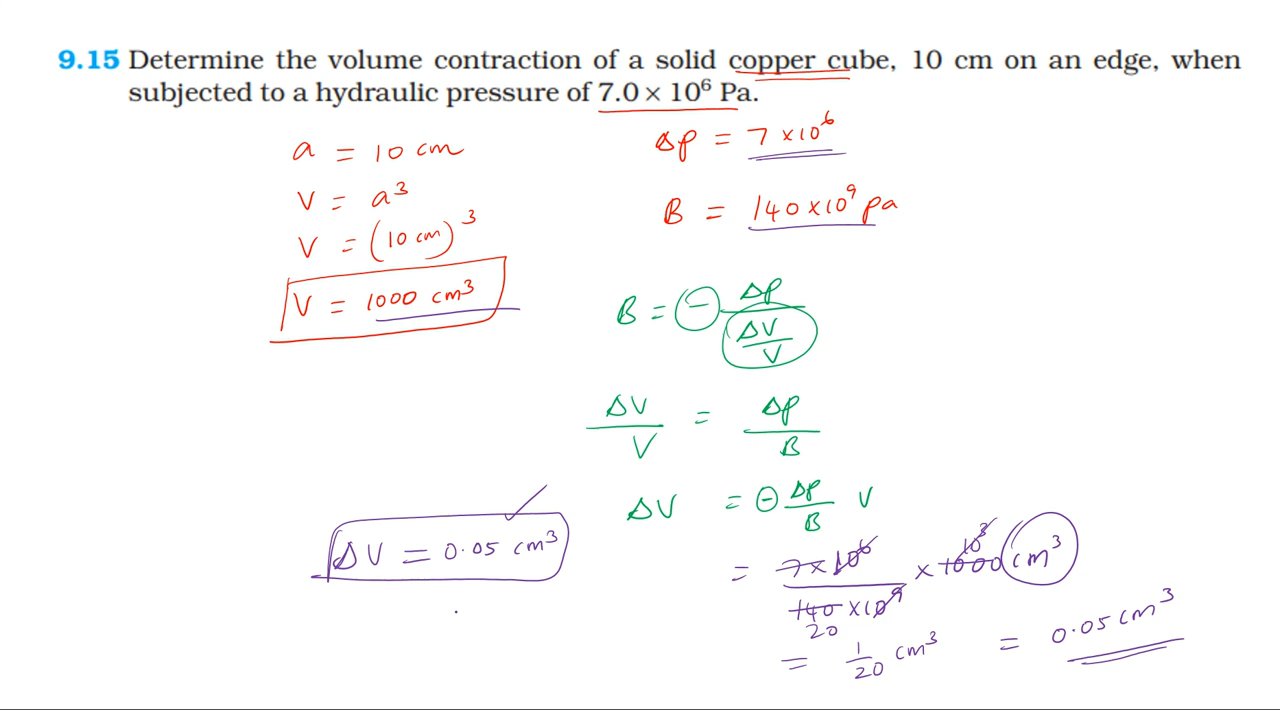 9.15 Determine the volume contraction of a solid copper cube, 10 cm on an edge, when
subjected to a hydraulic pressure of 7.0 × 10⁶ Pa.
a = 10 cm
V = a³
V = (10 cm)³
V = 1000 cm³
Δp = 7 × 10⁶
B = 140 × 10⁹ pa
B = − Δp / (ΔV / V)
ΔV / V = Δp / B
ΔV = − Δp / B V
= 7 × 10⁶ / 140 × 10⁹ × 1000 cm³
10³
20
= 1/20 cm³ = 0.05 cm³
ΔV = 0.05 cm³